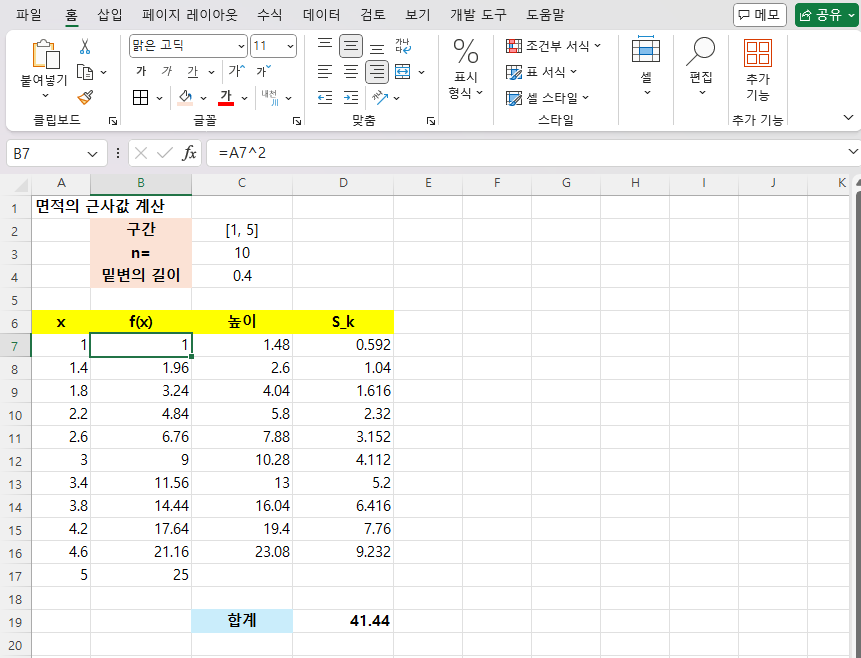 파일 홈 삽입 페이지 레이아웃 수식 데이터 검토 보기 개발 도구 도움말 메모 공유
붙여넣기
클립보드
맑은 고딕 11
가 가 가 가 가
가 내천
글꼴
가나다
맞춤
% 표시 형식
조건부 서식
표 서식
셀 스타일
스타일
셀
편집
추가 기능
추가 기능
B7 fx =A7^2
A B C D E F G H I J K
1 면적의 근사값 계산
2 구간 [1, 5]
3 n= 10
4 밑변의 길이 0.4
5
6 x f(x) 높이 S_k
7 1 1 1.48 0.592
8 1.4 1.96 2.6 1.04
9 1.8 3.24 4.04 1.616
10 2.2 4.84 5.8 2.32
11 2.6 6.76 7.88 3.152
12 3 9 10.28 4.112
13 3.4 11.56 13 5.2
14 3.8 14.44 16.04 6.416
15 4.2 17.64 19.4 7.76
16 4.6 21.16 23.08 9.232
17 5 25
18
19 합계 41.44
20